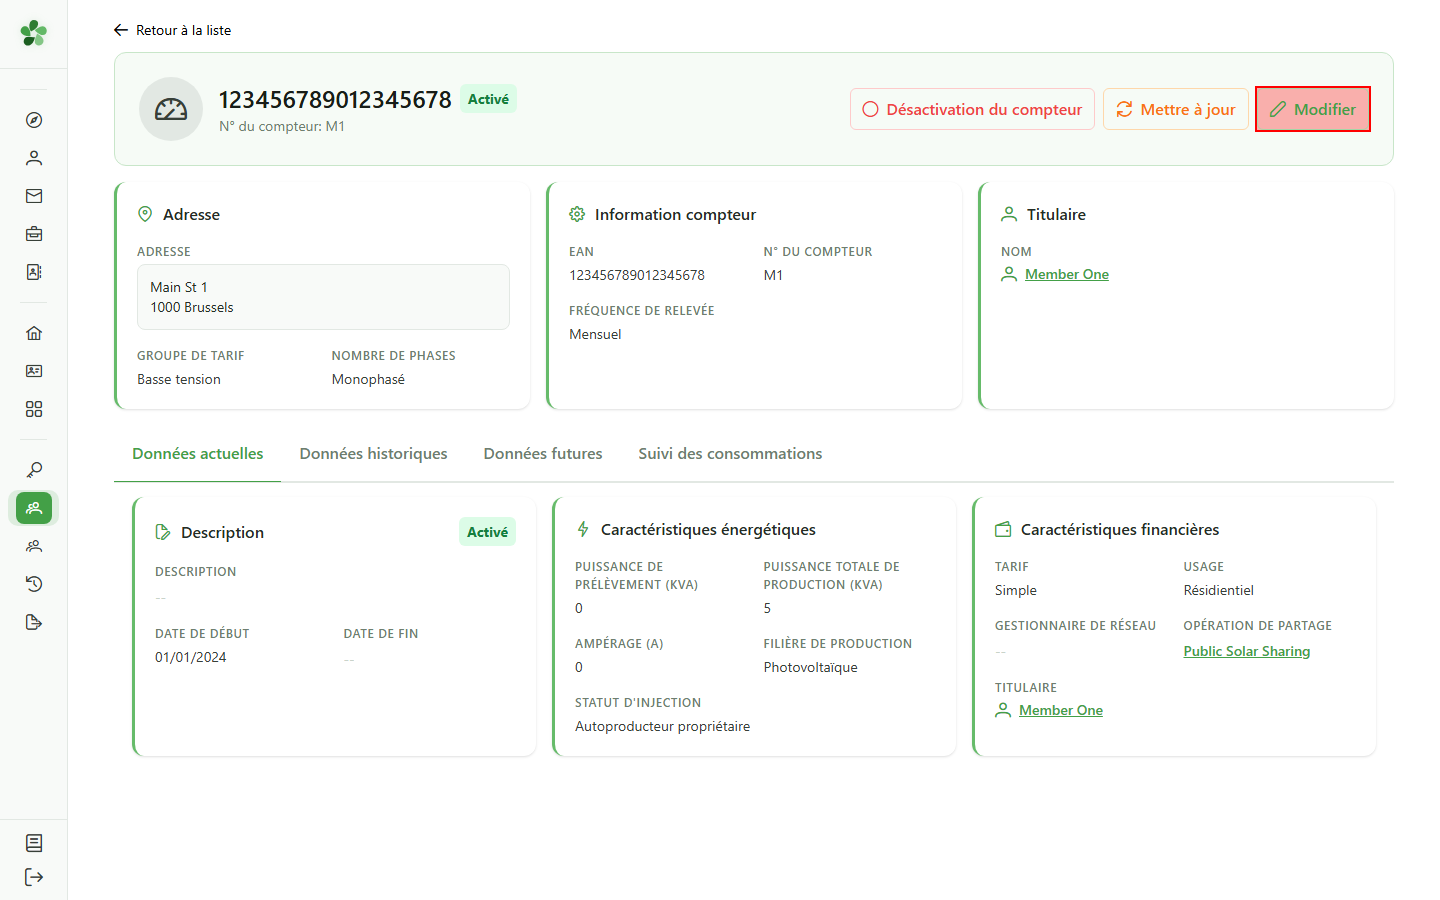 Retour à la liste
123456789012345678 Activé
N° du compteur: M1
Désactivation du compteur
Mettre à jour
Modifier
Adresse
ADRESSE
Main St 1
1000 Brussels
GROUPE DE TARIF NOMBRE DE PHASES
Basse tension Monophasé
Information compteur
EAN N° DU COMPTEUR
123456789012345678 M1
FRÉQUENCE DE RELEVÉE
Mensuel
Titulaire
NOM
Member One
Données actuelles Données historiques Données futures Suivi des consommations
Description Activé
DESCRIPTION
--
DATE DE DÉBUT DATE DE FIN
01/01/2024 --
Caractéristiques énergétiques
PUISSANCE DE PRÉLÈVEMENT (KVA)
0
PUISSANCE TOTALE DE PRODUCTION (KVA)
5
AMPÉRAGE (A) FILIÈRE DE PRODUCTION
0 Photovoltaïque
STATUT D'INJECTION
Autoproducteur propriétaire
Caractéristiques financières
TARIF USAGE
Simple Résidientiel
GESTIONNAIRE DE RÉSEAU OPÉRATION DE PARTAGE
-- Public Solar Sharing
TITULAIRE
Member One